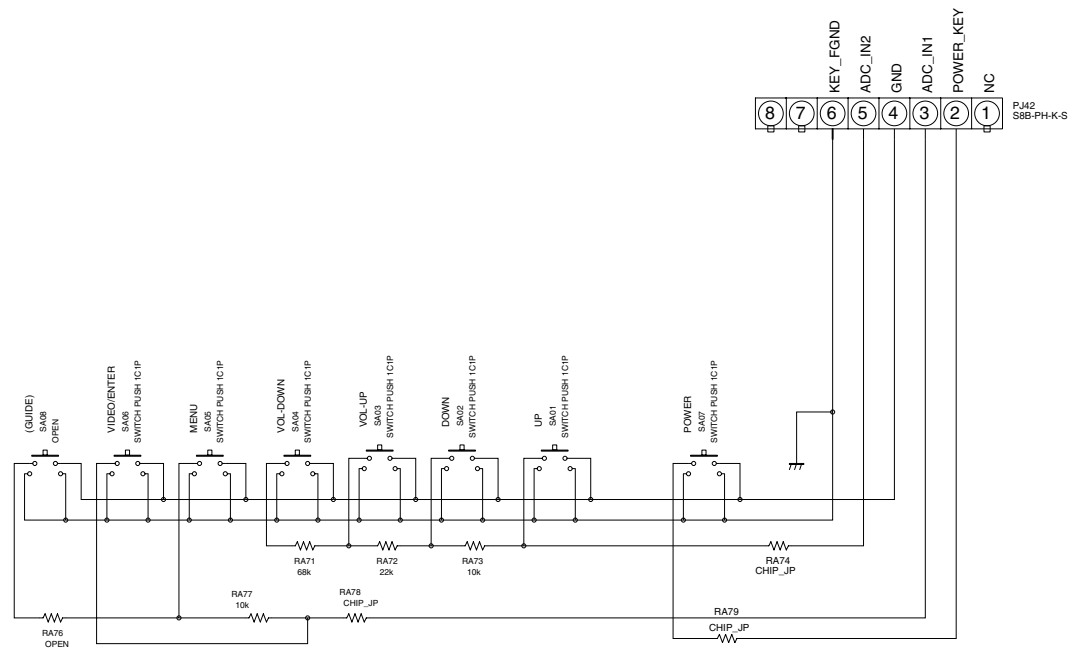 KEY_FGND
ADC_IN2
GND
ADC_IN1
POWER_KEY
NC
8
7
6
5
4
3
2
1
PJ42
S8B-PH-K-S
(GUIDE)
SA08
OPEN
VIDEO/ENTER
SA06
SWITCH PUSH 1C1P
MENU
SA05
SWITCH PUSH 1C1P
VOL-DOWN
SA04
SWITCH PUSH 1C1P
VOL-UP
SA03
SWITCH PUSH 1C1P
DOWN
SA02
SWITCH PUSH 1C1P
UP
SA01
SWITCH PUSH 1C1P
POWER
SA07
SWITCH PUSH 1C1P
RA71
68k
RA72
22k
RA73
10k
RA74
CHIP_JP
RA77
10k
RA78
CHIP_JP
RA79
CHIP_JP
RA76
OPEN